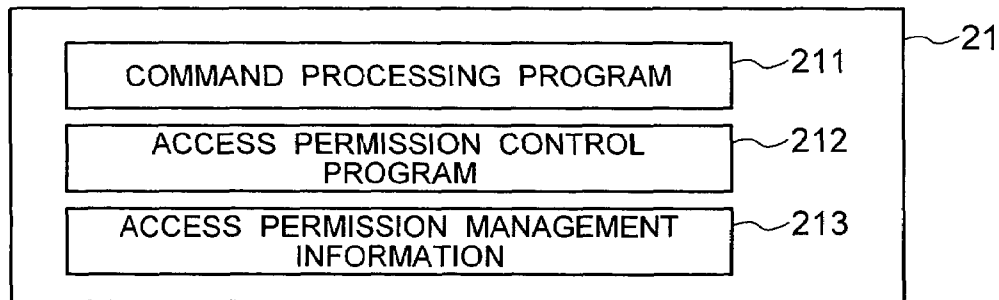 21
COMMAND PROCESSING PROGRAM
211
ACCESS PERMISSION CONTROL
PROGRAM
212
ACCESS PERMISSION MANAGEMENT
INFORMATION
213